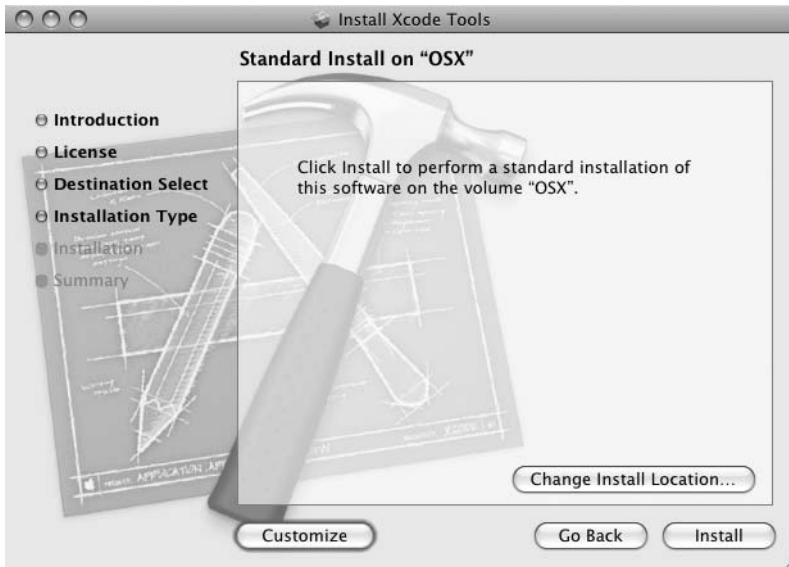 Install Xcode Tools
Standard Install on “OSX”
Introduction
License
Destination Select
Installation Type
Installation
Summary
Click Install to perform a standard installation of
this software on the volume “OSX”.
APPLICATION
Change Install Location...
Customize
Go Back
Install